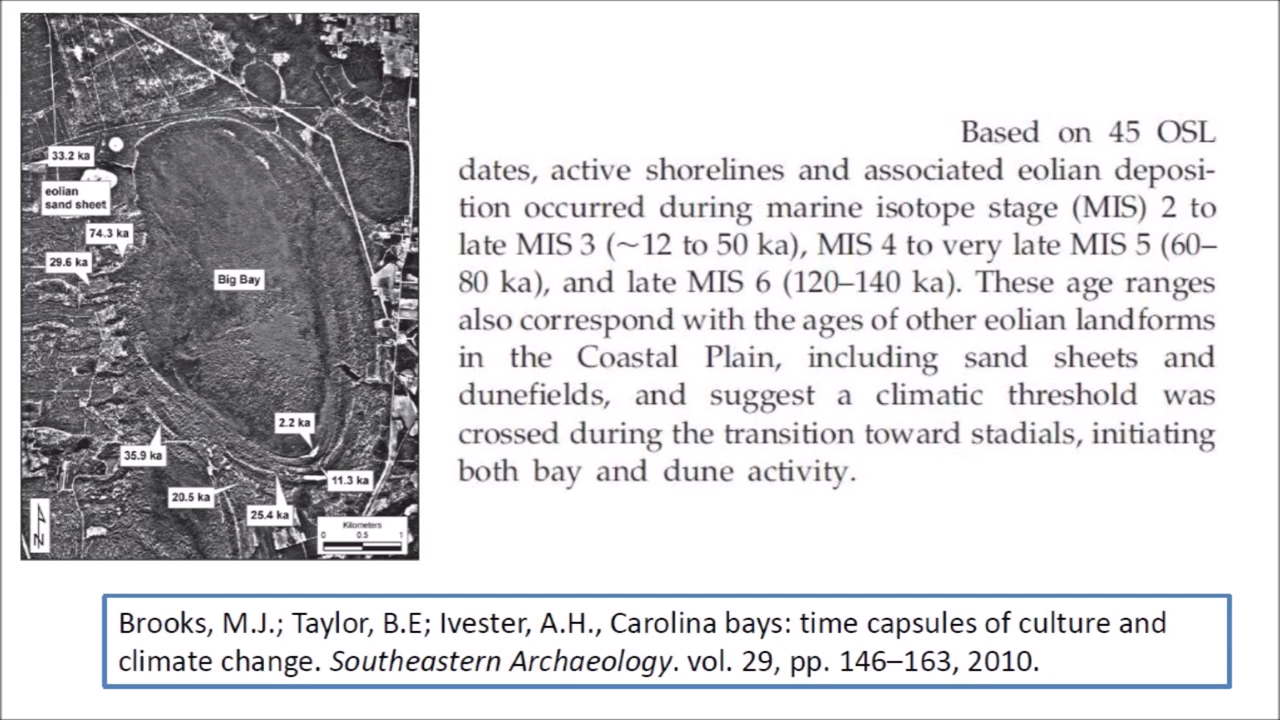 33.2 ka
eolian
sand sheet
74.3 ka
29.6 ka
Big Bay
2.2 ka
35.9 ka
11.3 ka
20.5 ka
25.4 ka
Kilometers
0 0.5 1
N
Based on 45 OSL
dates, active shorelines and associated eolian deposi-
tion occurred during marine isotope stage (MIS) 2 to
late MIS 3 (~12 to 50 ka), MIS 4 to very late MIS 5 (60–
80 ka), and late MIS 6 (120–140 ka). These age ranges
also correspond with the ages of other eolian landforms
in the Coastal Plain, including sand sheets and
dunefields, and suggest a climatic threshold was
crossed during the transition toward stadials, initiating
both bay and dune activity.
Brooks, M.J.; Taylor, B.E; Ivester, A.H., Carolina bays: time capsules of culture and
climate change. Southeastern Archaeology. vol. 29, pp. 146–163, 2010.